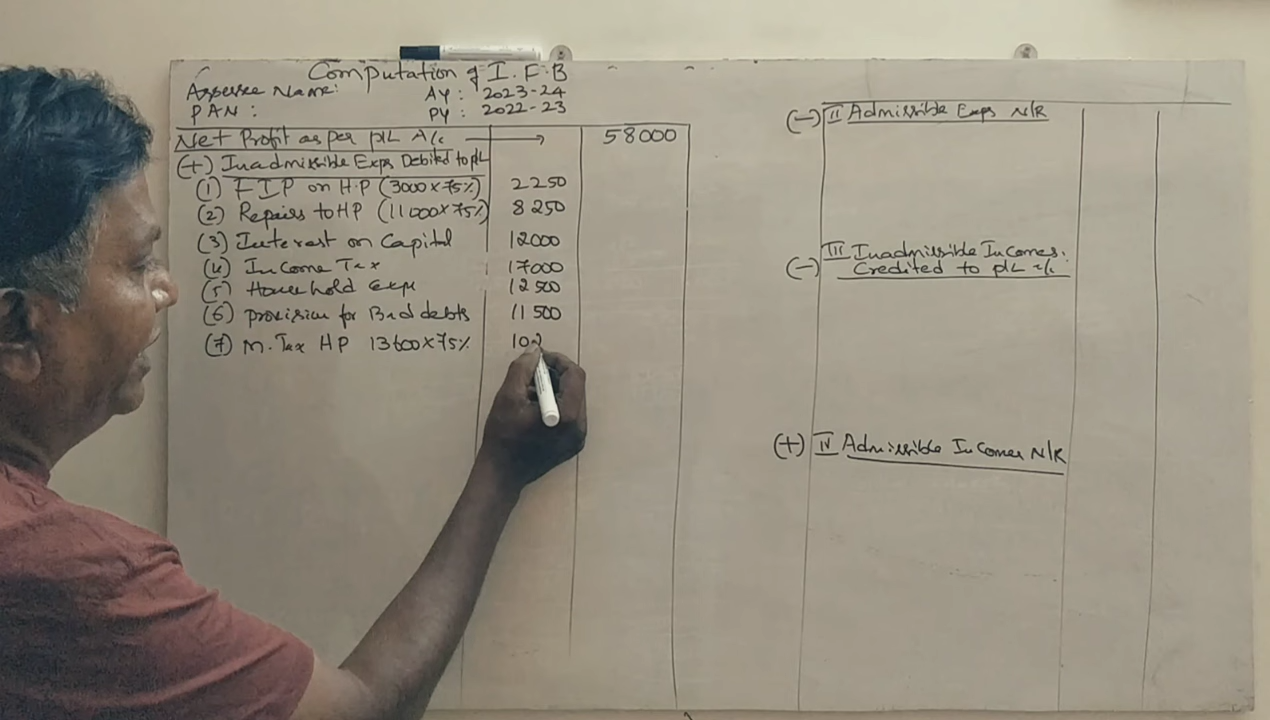 Computation of I.F.B
Assessee Name: AY: 2023-24
PAN: PY: 2022-23
Net Profit as per P/L A/c 58000
(+) Inadmissible Exps Debited to P/L
(1) FIP on H.P (3000×75%) 2250
(2) Repairs to HP (11000×75%) 8250
(3) Interest on Capital 12000
(4) Income Tax 17000
(5) Household Exps 12500
(6) Provision for Bad debts 11500
(7) M.Tax HP 13600×75% 102
(-) II Admissible Exps N/R
(-) III Inadmissible Incomes
Credited to P/L A/c
(+) IV Admissible Incomes N/R